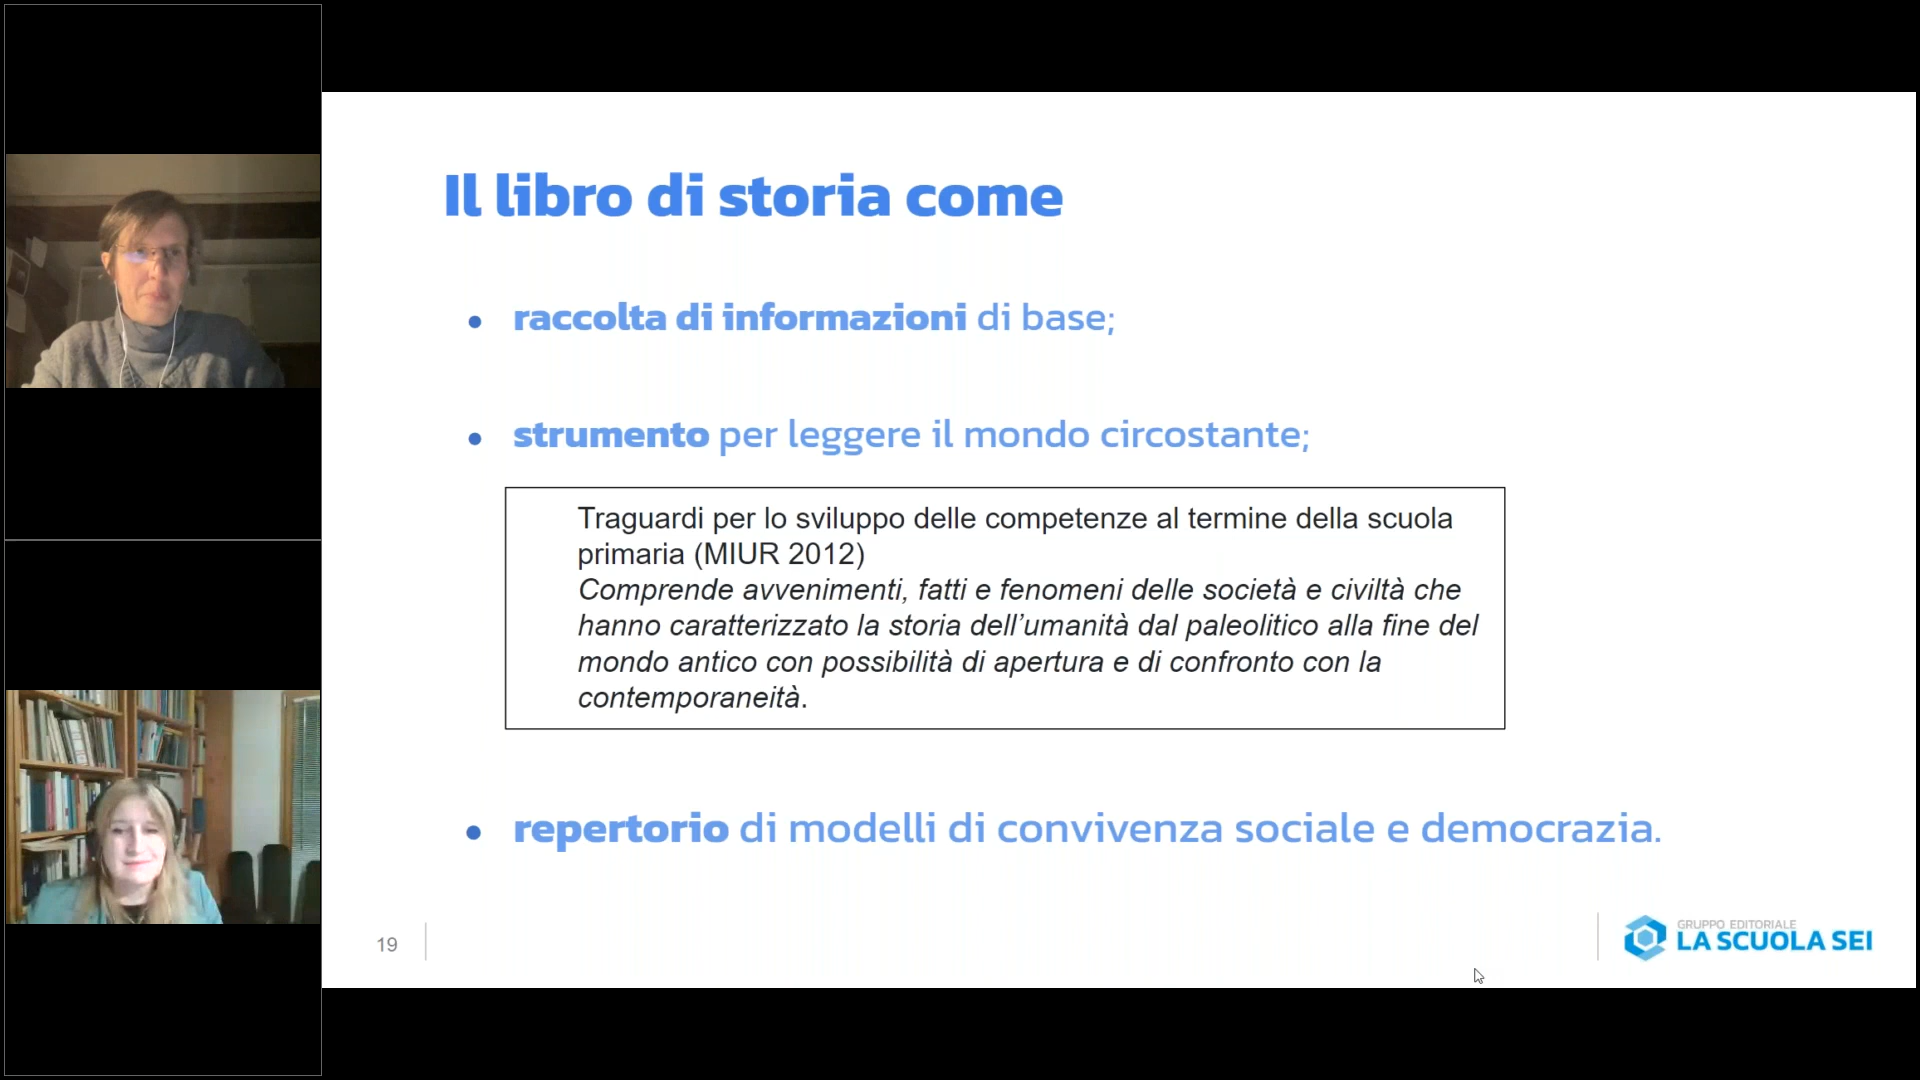 Il libro di storia come
• raccolta di informazioni di base;
• strumento per leggere il mondo circostante;
Traguardi per lo sviluppo delle competenze al termine della scuola
primaria (MIUR 2012)
Comprende avvenimenti, fatti e fenomeni delle società e civiltà che
hanno caratterizzato la storia dell’umanità dal paleolitico alla fine del
mondo antico con possibilità di apertura e di confronto con la
contemporaneità.
• repertorio di modelli di convivenza sociale e democrazia.
19
GRUPPO EDITORIALE
LA SCUOLA SEI